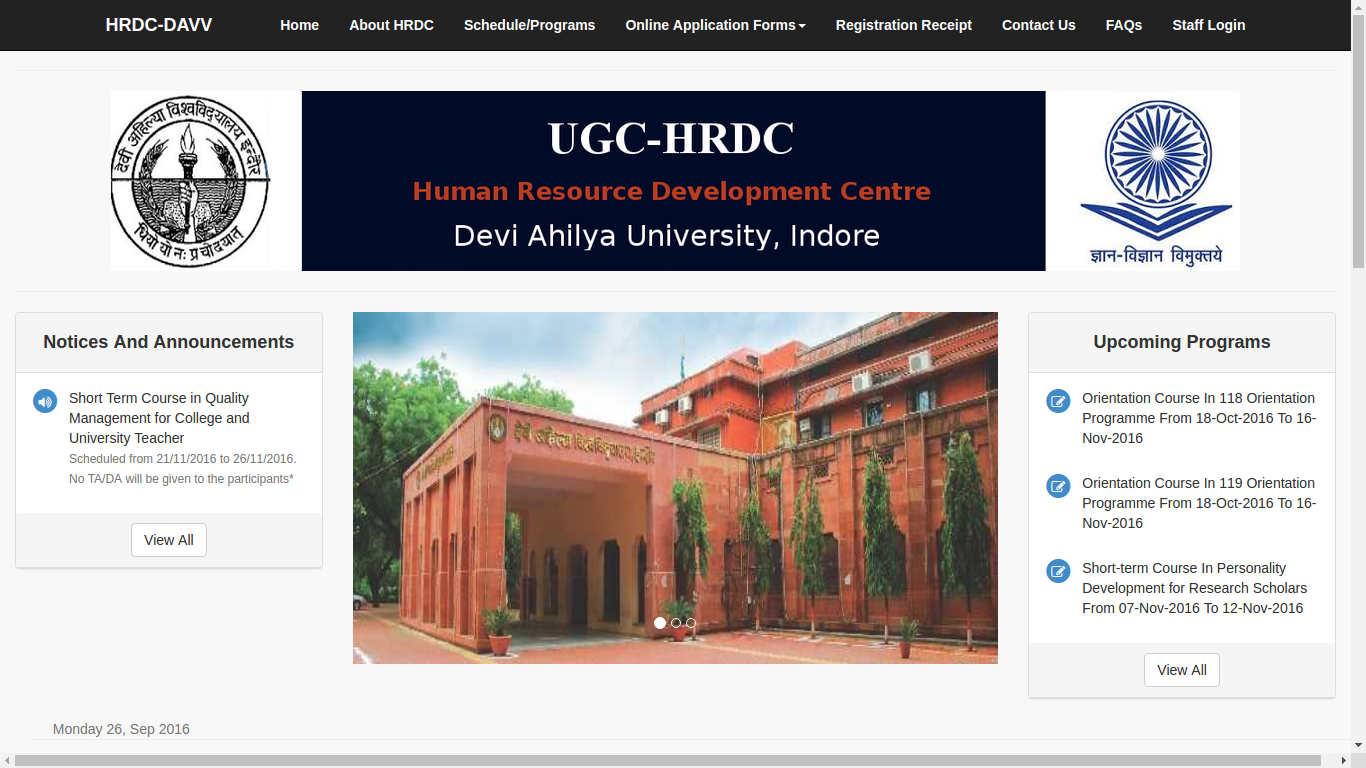 HRDC-DAVV Home About HRDC Schedule/Programs Online Application Forms Registration Receipt Contact Us FAQs Staff Login
देवी अहिल्या विश्वविद्यालय इन्दौर
धियो यो नः प्रचोदयात्
UGC-HRDC
Human Resource Development Centre
Devi Ahilya University, Indore
ज्ञान-विज्ञान विमुक्तये
Notices And Announcements
Short Term Course in Quality
Management for College and
University Teacher
Scheduled from 21/11/2016 to 26/11/2016.
No TA/DA will be given to the participants*
View All
देवी अहिल्या विश्वविद्यालय, इन्दौर
Upcoming Programs
Orientation Course In 118 Orientation
Programme From 18-Oct-2016 To 16-
Nov-2016
Orientation Course In 119 Orientation
Programme From 18-Oct-2016 To 16-
Nov-2016
Short-term Course In Personality
Development for Research Scholars
From 07-Nov-2016 To 12-Nov-2016
View All
Monday 26, Sep 2016